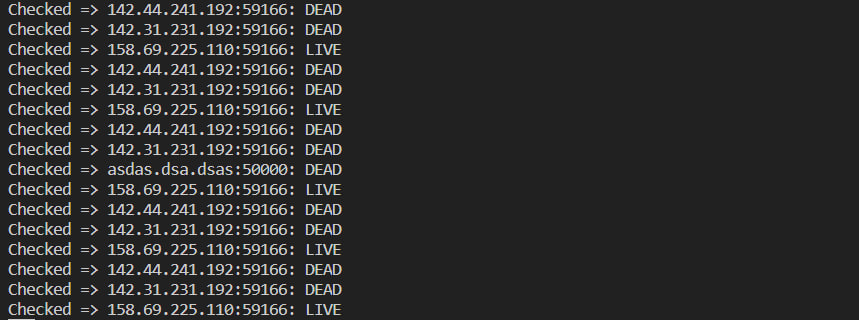 Checked => 142.44.241.192:59166: DEAD
Checked => 142.31.231.192:59166: DEAD
Checked => 158.69.225.110:59166: LIVE
Checked => 142.44.241.192:59166: DEAD
Checked => 142.31.231.192:59166: DEAD
Checked => 158.69.225.110:59166: LIVE
Checked => 142.44.241.192:59166: DEAD
Checked => 142.31.231.192:59166: DEAD
Checked => asdas.dsa.dsas:50000: DEAD
Checked => 158.69.225.110:59166: LIVE
Checked => 142.44.241.192:59166: DEAD
Checked => 142.31.231.192:59166: DEAD
Checked => 158.69.225.110:59166: LIVE
Checked => 142.44.241.192:59166: DEAD
Checked => 142.31.231.192:59166: DEAD
Checked => 158.69.225.110:59166: LIVE